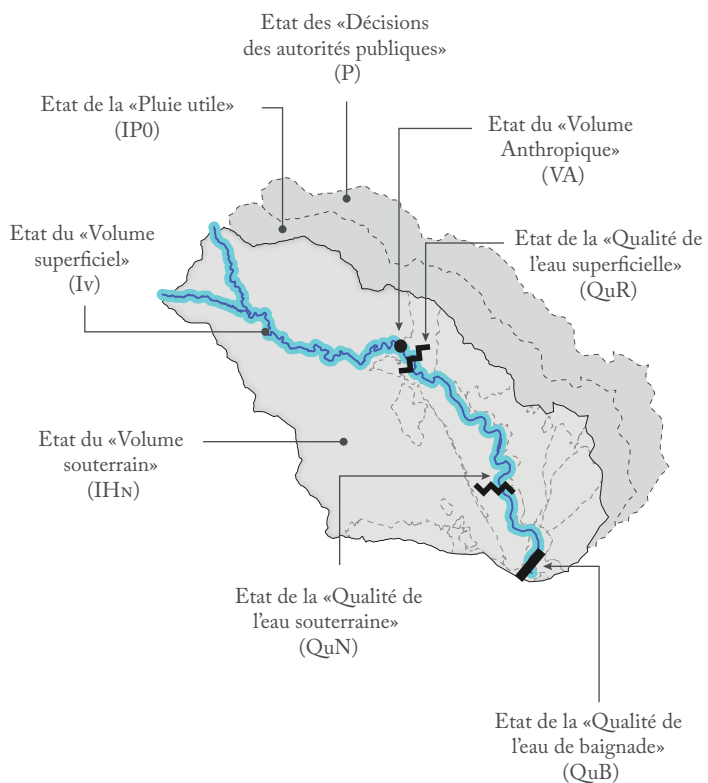 Etat des «Décisions
des autorités publiques»
(P)
Etat de la «Pluie utile»
(IP0)
Etat du «Volume
Anthropique»
(VA)
Etat du «Volume
superficiel»
(Iv)
Etat de la «Qualité de
l'eau superficielle»
(QuR)
Etat du «Volume
souterrain»
(IHN)
Etat de la «Qualité de
l'eau souterraine»
(QuN)
Etat de la «Qualité de
l'eau de baignade»
(QuB)